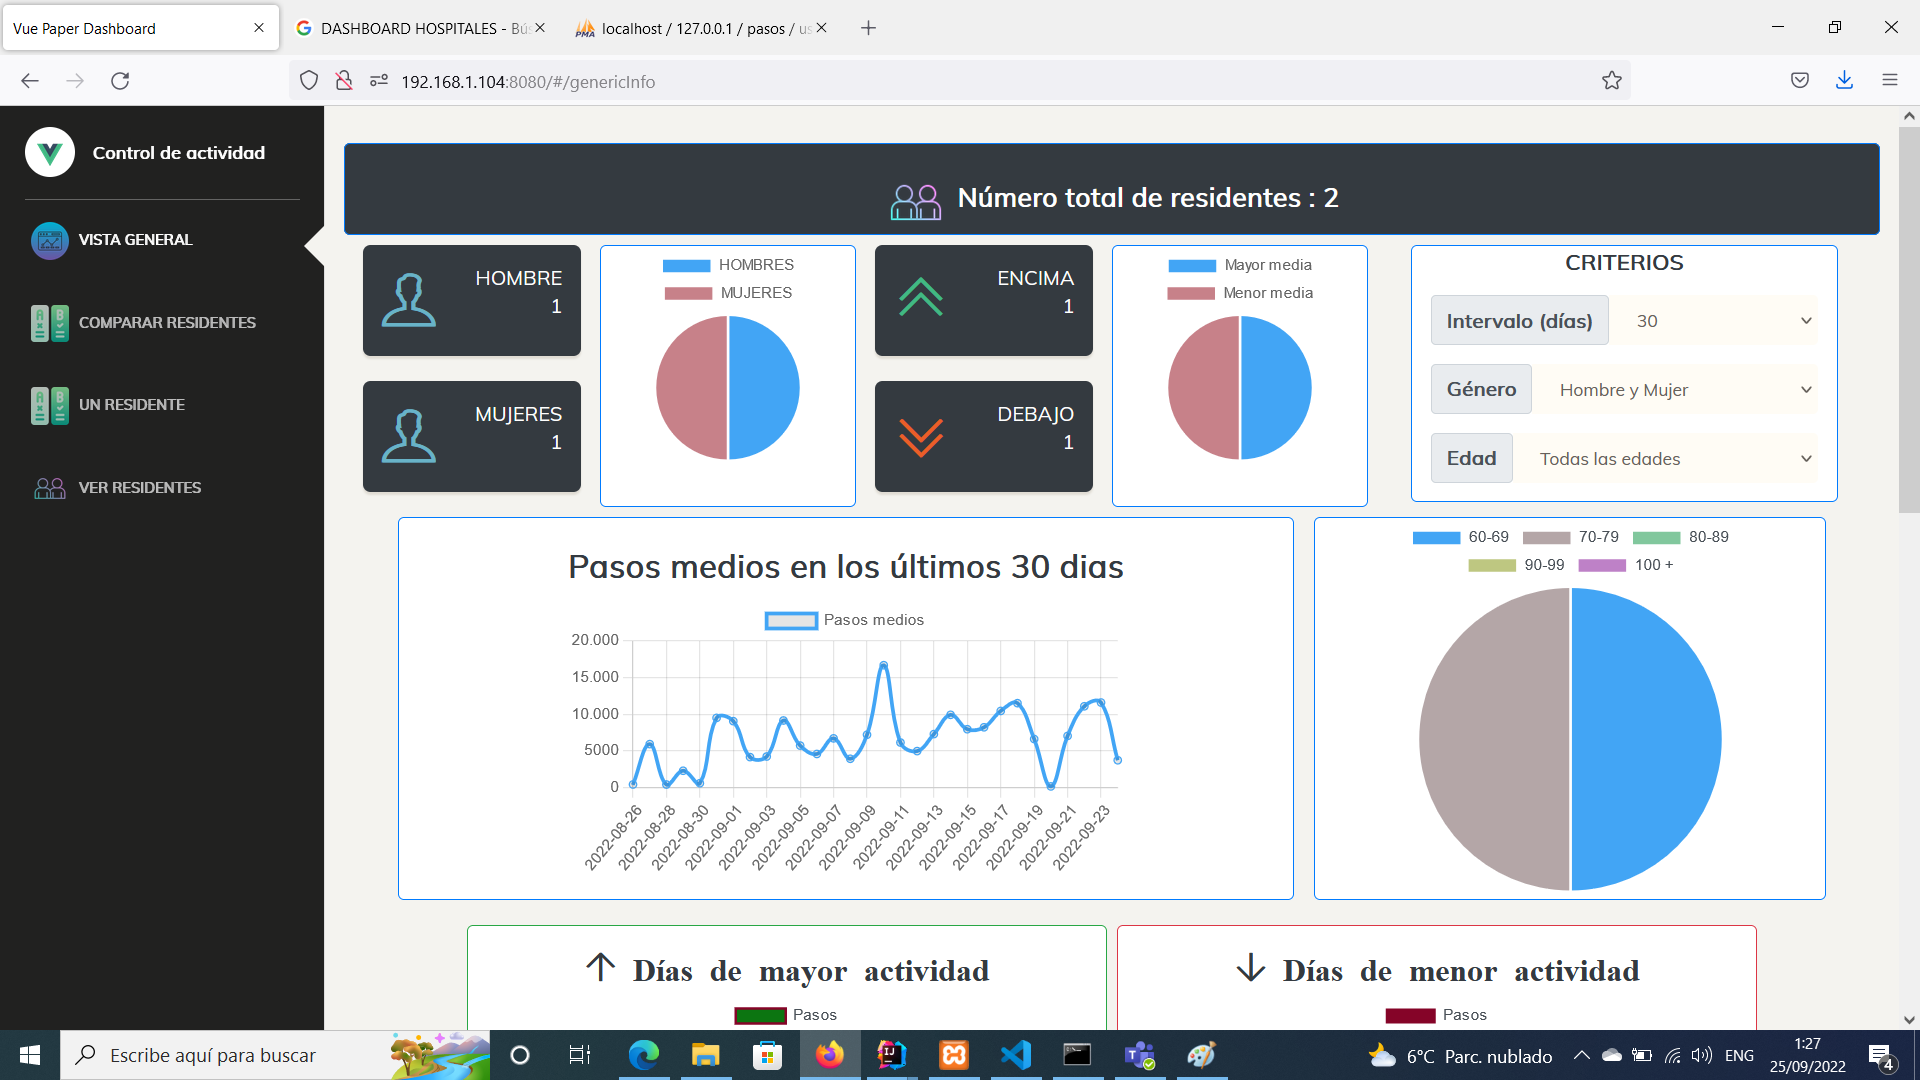 Vue Paper Dashboard
DASHBOARD HOSPITALES - Bús
localhost / 127.0.0.1 / pasos / us
192.168.1.104:8080/#/genericInfo
Control de actividad
VISTA GENERAL
COMPARAR RESIDENTES
UN RESIDENTE
VER RESIDENTES
Número total de residentes : 2
HOMBRE
1
MUJERES
1
HOMBRES
MUJERES
ENCIMA
1
DEBAJO
1
Mayor media
Menor media
CRITERIOS
Intervalo (días) 30
Género Hombre y Mujer
Edad Todas las edades
Pasos medios en los últimos 30 dias
Pasos medios
20.000
15.000
10.000
5000
0
2022-08-26
2022-08-28
2022-08-30
2022-09-01
2022-09-03
2022-09-05
2022-09-07
2022-09-09
2022-09-11
2022-09-13
2022-09-15
2022-09-17
2022-09-19
2022-09-21
2022-09-23
60-69 70-79 80-89
90-99 100 +
Días de mayor actividad
Pasos
Días de menor actividad
Pasos
Escribe aquí para buscar
6°C Parc. nublado
ENG
1:27
25/09/2022
4